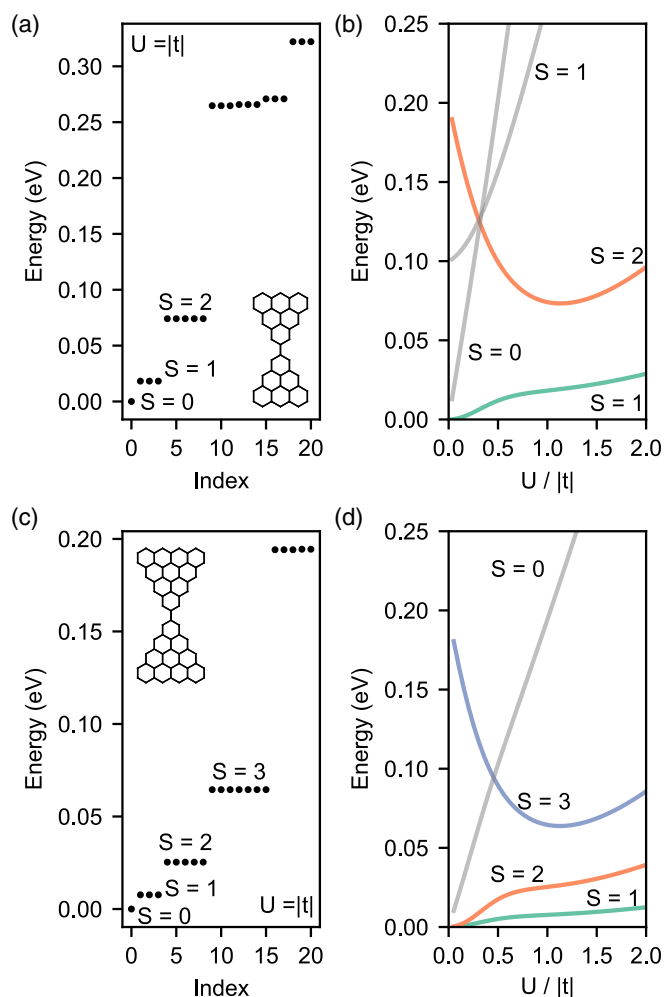 (a)
U =|t|
0.30
0.25
0.20
0.15
0.10
0.05
0.00
Energy (eV)
S = 2
S = 1
S = 0
0
5
10
15
20
Index
(b)
0.25
0.20
0.15
0.10
0.05
0.00
Energy (eV)
S = 1
S = 2
S = 0
S = 1
0.0
0.5
1.0
1.5
2.0
U / |t|
(c)
0.20
0.15
0.10
0.05
0.00
Energy (eV)
S = 3
S = 2
S = 1
S = 0
U =|t|
0
5
10
15
20
Index
(d)
0.25
0.20
0.15
0.10
0.05
0.00
Energy (eV)
S = 0
S = 3
S = 2
S = 1
0.0
0.5
1.0
1.5
2.0
U / |t|